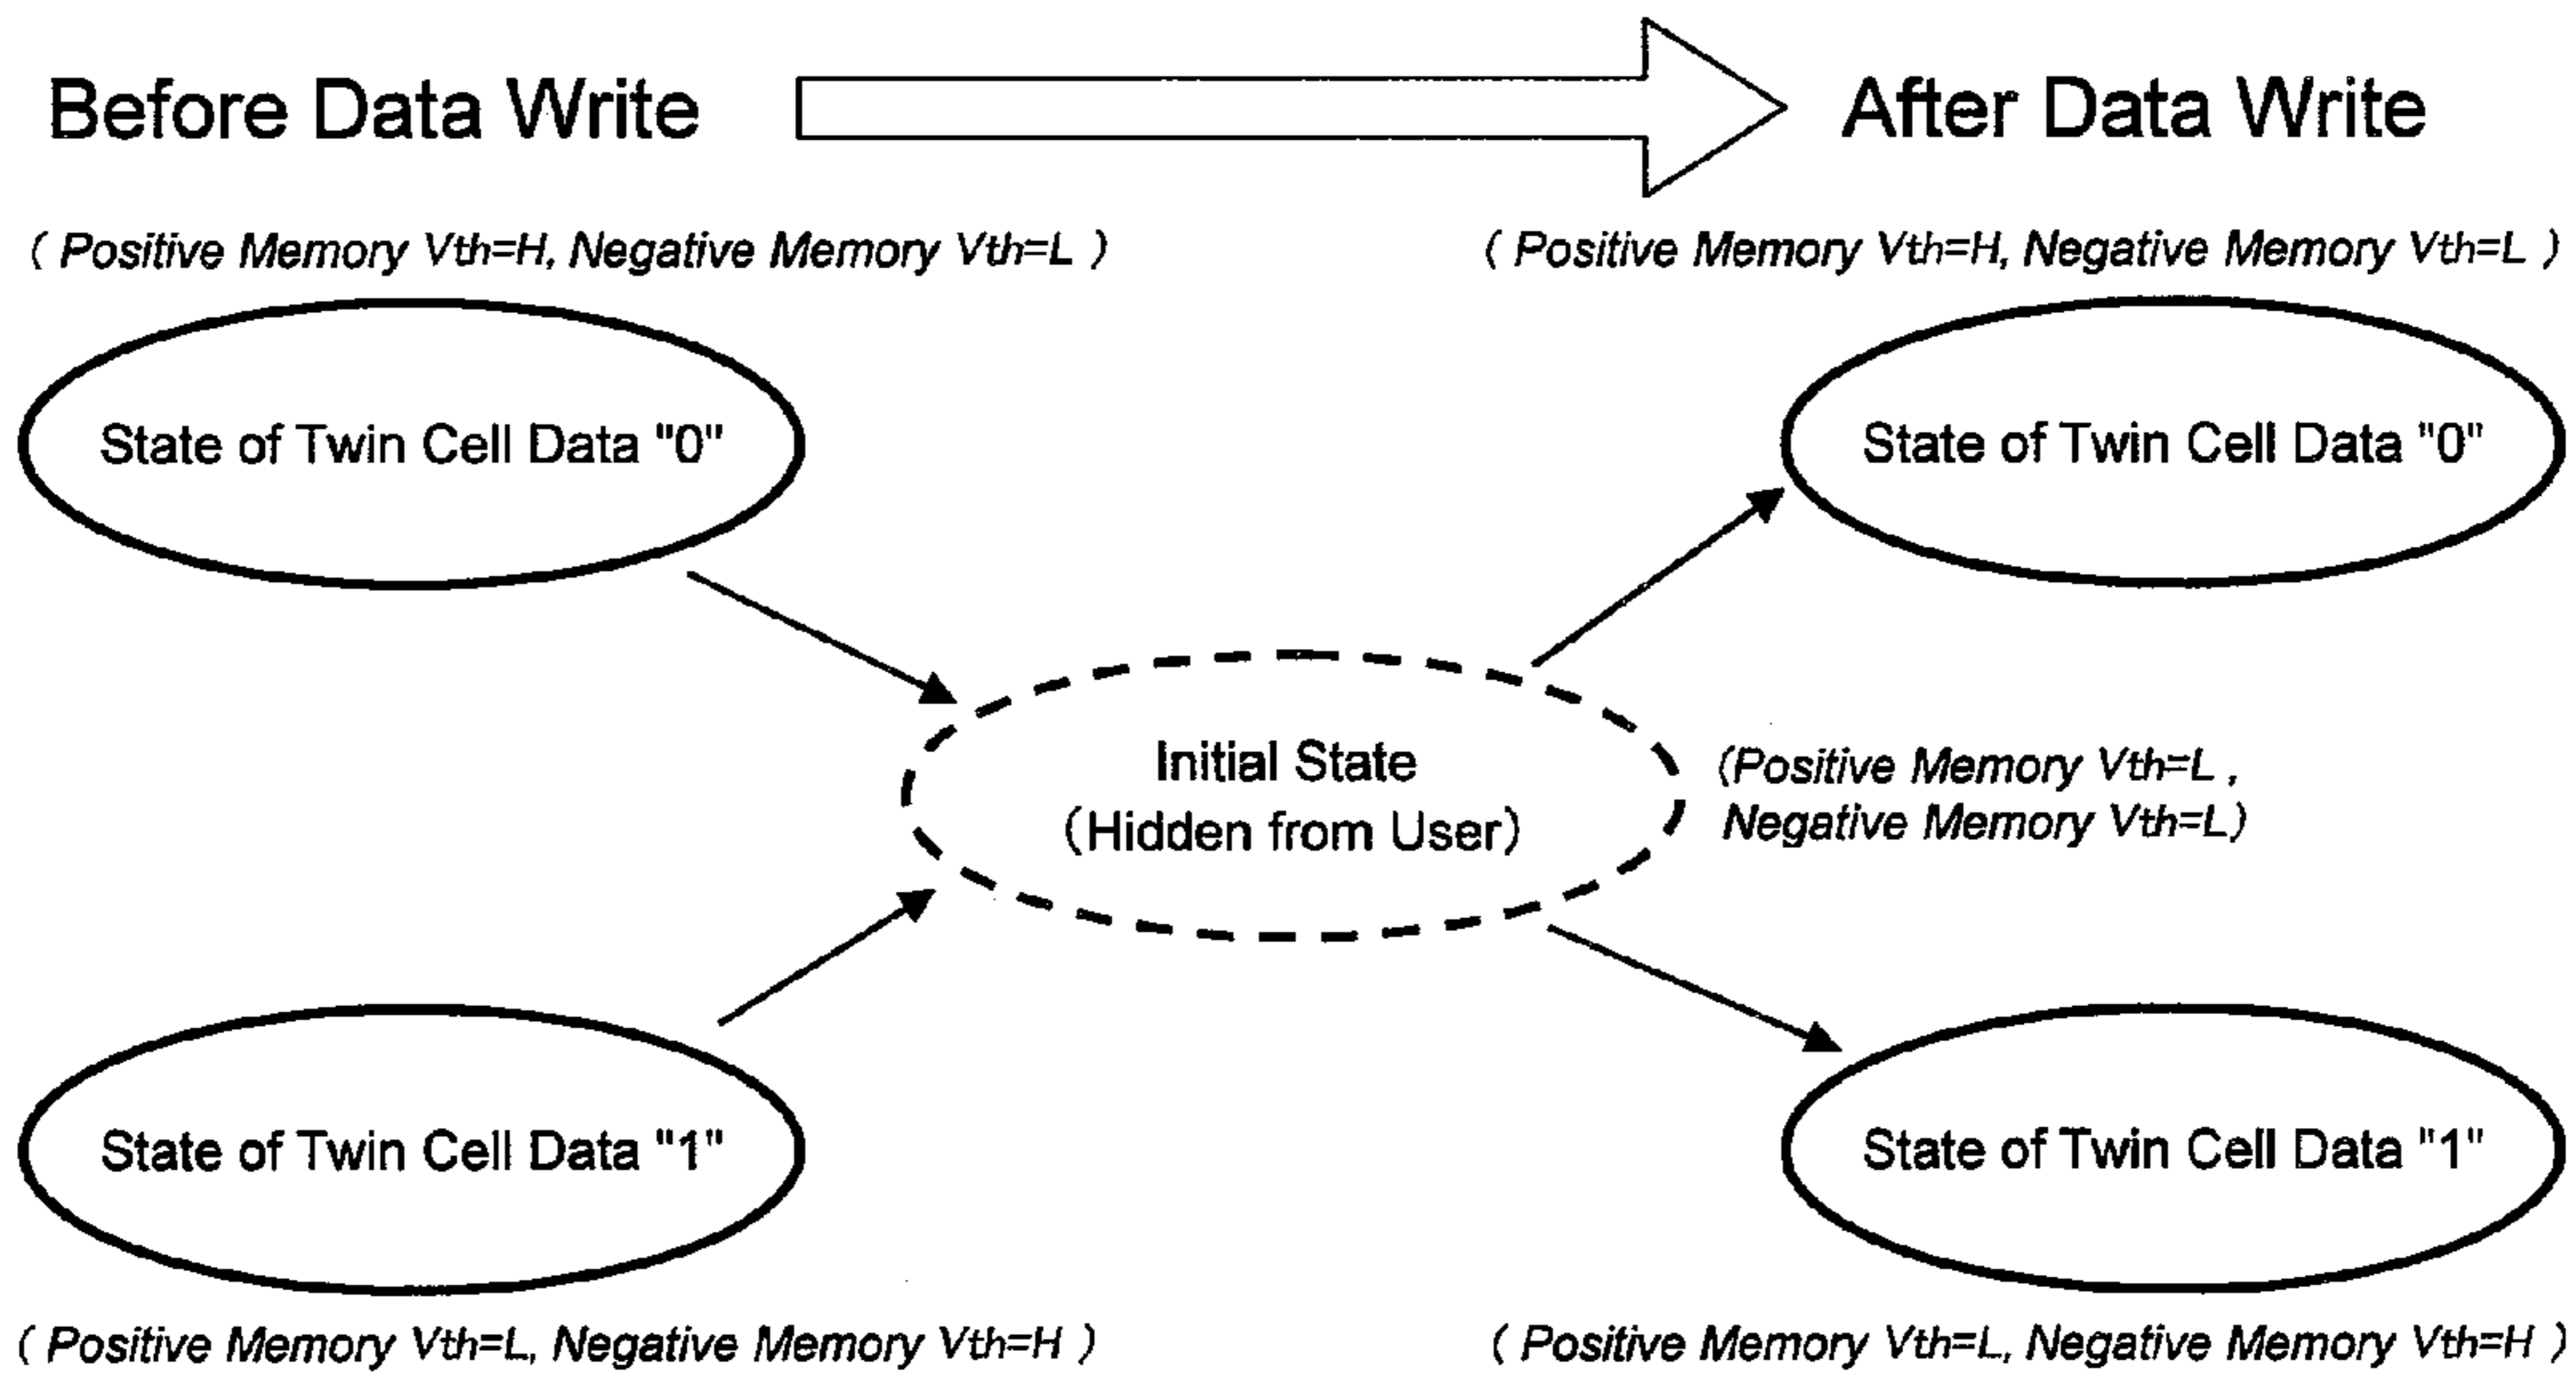 Before Data Write
After Data Write
( Positive Memory Vth=H, Negative Memory Vth=L )
( Positive Memory Vth=H, Negative Memory Vth=L )
State of Twin Cell Data "0"
State of Twin Cell Data "0"
Initial State
(Hidden from User)
(Positive Memory Vth=L ,
Negative Memory Vth=L)
State of Twin Cell Data "1"
State of Twin Cell Data "1"
( Positive Memory Vth=L, Negative Memory Vth=H )
( Positive Memory Vth=L, Negative Memory Vth=H )